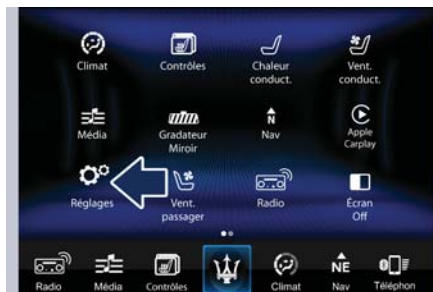 Climat
Contrôles
Chaleur
conduct.
Vent.
conduct.
Média
Gradateur
Miroir
N
Nav
Apple
Carplay
Réglages
Vent.
passager
Radio
Écran
Off
Radio
Média
Contrôles
Climat
NE
Nav
Téléphon